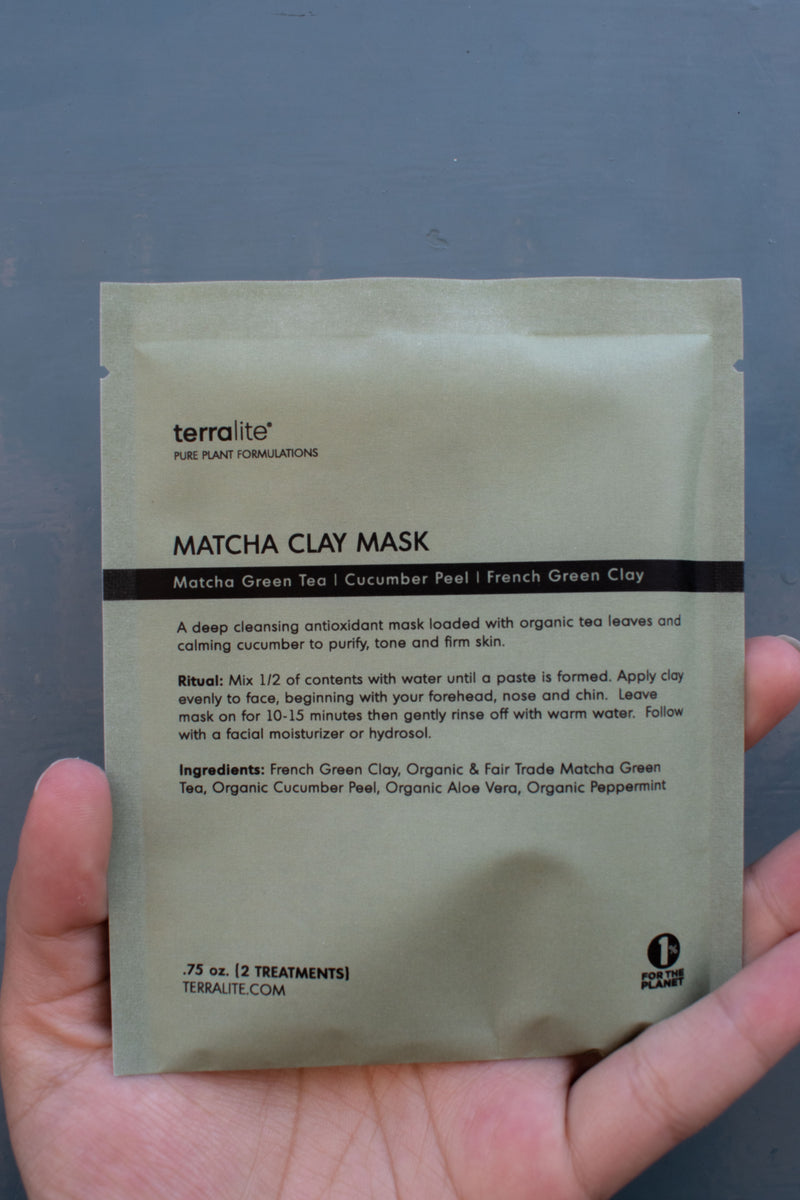 terralite®
PURE PLANT FORMULATIONS
MATCHA CLAY MASK
Matcha Green Tea | Cucumber Peel | French Green Clay
A deep cleansing antioxidant mask loaded with organic tea leaves and
calming cucumber to purify, tone and firm skin.
Ritual: Mix 1/2 of contents with water until a paste is formed. Apply clay
evenly to face, beginning with your forehead, nose and chin. Leave
mask on for 10-15 minutes then gently rinse off with warm water. Follow
with a facial moisturizer or hydrosol.
Ingredients: French Green Clay, Organic & Fair Trade Matcha Green
Tea, Organic Cucumber Peel, Organic Aloe Vera, Organic Peppermint
.75 oz. (2 TREATMENTS)
TERRALITE.COM
1%
FOR THE
PLANET